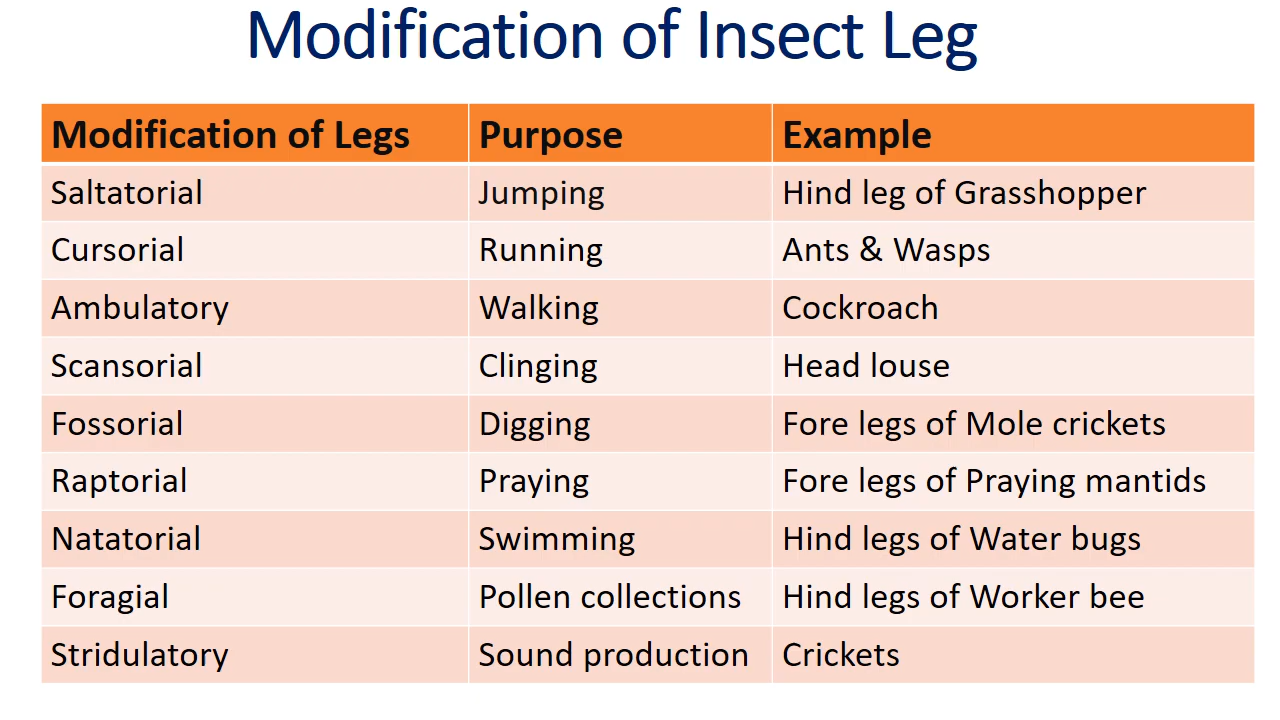 Modification of Insect Leg
Modification of Legs Purpose Example
Saltatorial Jumping Hind leg of Grasshopper
Cursorial Running Ants & Wasps
Ambulatory Walking Cockroach
Scansorial Clinging Head louse
Fossorial Digging Fore legs of Mole crickets
Raptorial Praying Fore legs of Praying mantids
Natatorial Swimming Hind legs of Water bugs
Foragial Pollen collections Hind legs of Worker bee
Stridulatory Sound production Crickets